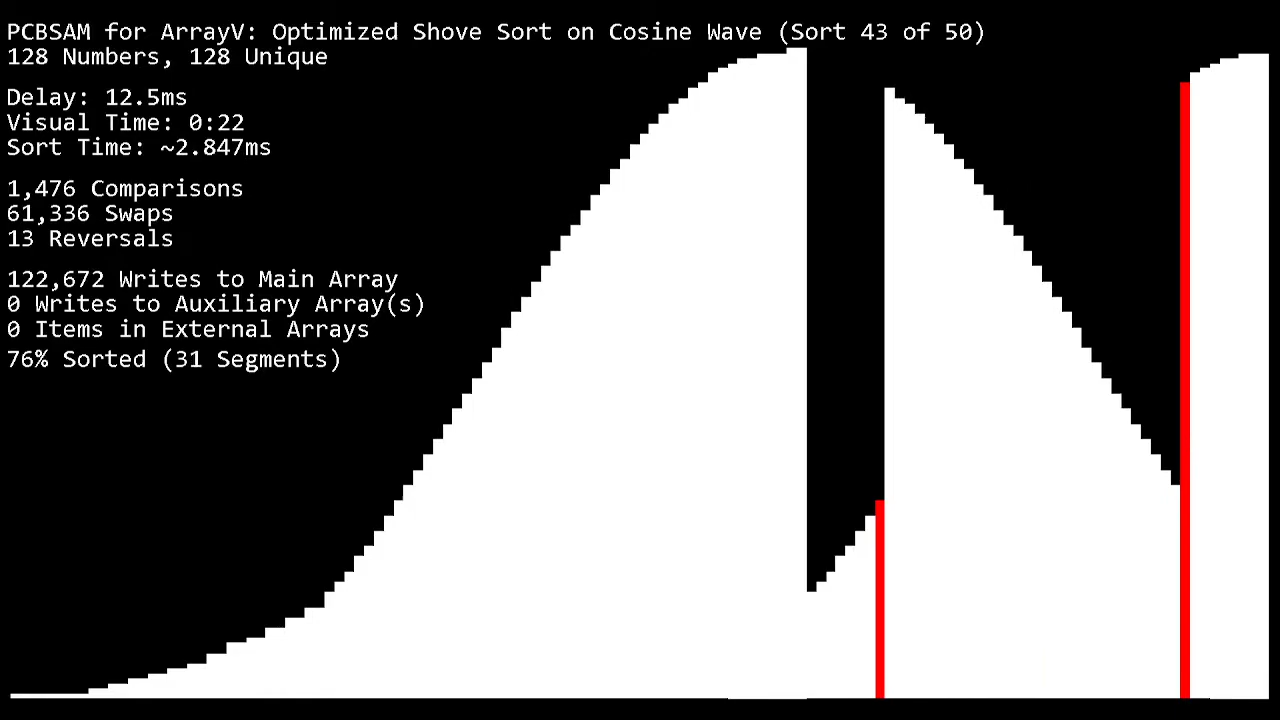 PCBSAM for ArrayV: Optimized Shove Sort on Cosine Wave (Sort 43 of 50)
128 Numbers, 128 Unique
Delay: 12.5ms
Visual Time: 0:22
Sort Time: ~2.847ms
1,476 Comparisons
61,336 Swaps
13 Reversals
122,672 Writes to Main Array
0 Writes to Auxiliary Array(s)
0 Items in External Arrays
76% Sorted (31 Segments)